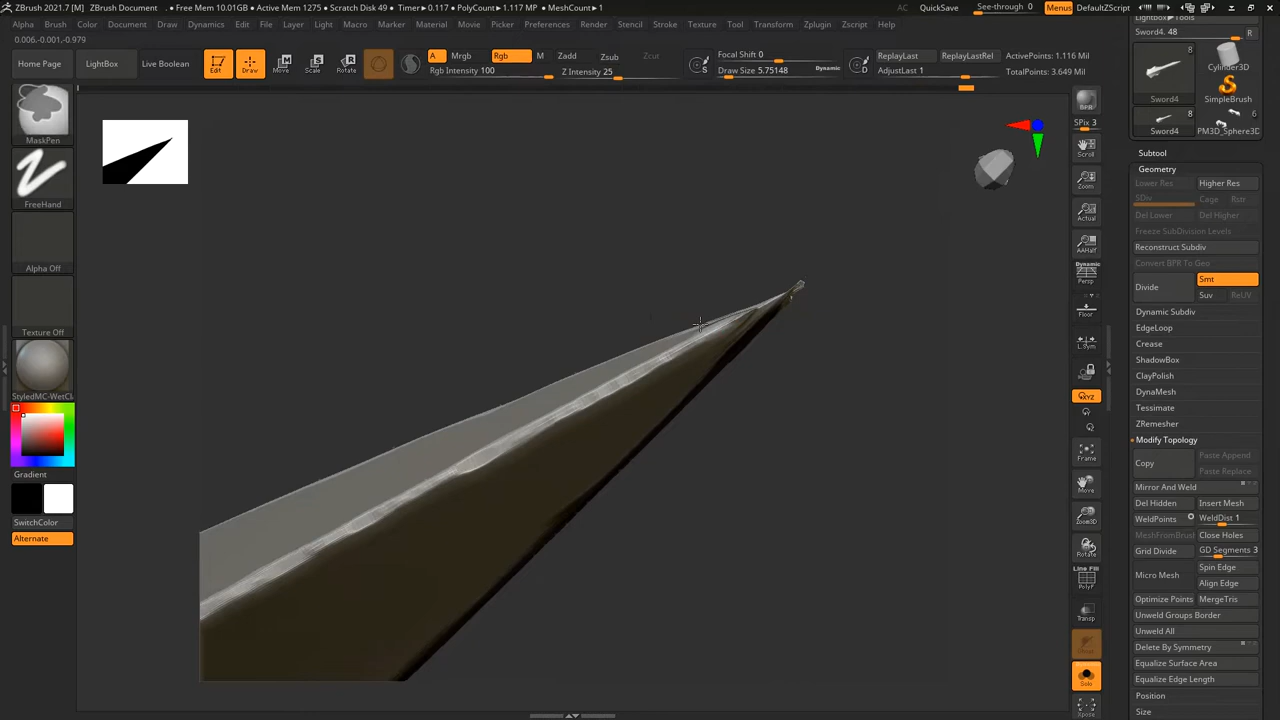 ZBrush 2021.7 [M] ZBrush Document • Free Mem 10.01GB • Active Mem 1275 • Scratch Disk 49 • Timer▸0.117 • PolyCount▸1.117 MP • MeshCount▸1 AC QuickSave See-through 0 Menus DefaultZScript
Alpha Brush Color Document Draw Dynamics Edit File Layer Light Macro Marker Material Movie Picker Preferences Render Stencil Stroke Texture Tool Transform Zplugin Zscript Help
0.006,-0.001,-0.979
Home Page LightBox Live Boolean
Edit Draw Move Scale Rotate
A Mrgb Rgb M Zadd Zsub Zcut
Rgb Intensity 100 Z Intensity 25
S
Focal Shift 0
Draw Size 5.75148 Dynamic
D
ReplayLast ReplayLastRel
AdjustLast 1
ActivePoints: 1.116 Mil
TotalPoints: 3.649 Mil
MaskPen
FreeHand
Alpha Off
Texture Off
Gradient
SwitchColor
Alternate
BPR
SPix 3
Scroll
Zoom
Actual
AAHalf
Dynamic
Persp
Floor
L.Sym
XYZ
Frame
Move
Zoom3D
Rotate
Line Fill
PolyF
Transp
Solo
Xpose
Lightbox▸Tools
Sword4. 48 R
8
Sword4
Cylinder3D
SimpleBrush
8 6
Sword4 PM3D_Sphere3D
Subtool
Geometry
Lower Res Higher Res
SDiv Cage Rstr
Del Lower Del Higher
Freeze SubDivision Levels
Reconstruct Subdiv
Convert BPR To Geo
Divide Smt
Suv ReUV
Dynamic Subdiv
EdgeLoop
Crease
ShadowBox
ClayPolish
DynaMesh
Tessimate
ZRemesher
Modify Topology
Copy Paste Append
Paste Replace
Mirror And Weld
Del Hidden Insert Mesh
WeldPoints WeldDist 1
MeshFromBrush Close Holes
Grid Divide GD Segments 3
Micro Mesh Spin Edge
Align Edge
Optimize Points MergeTris
Unweld Groups Border
Unweld All
Delete By Symmetry
Equalize Surface Area
Equalize Edge Length
Position
Size